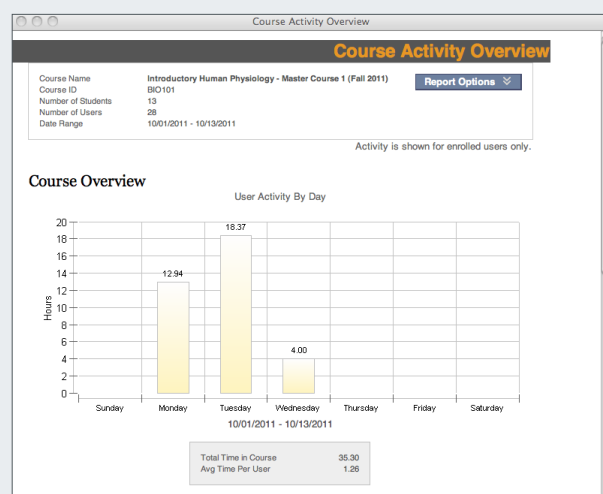 Course Activity Overview
Course Activity Overview
Course Name Introductory Human Physiology - Master Course 1 (Fall 2011)
Report Options
Course ID BIO101
Number of Students 13
Number of Users 28
Date Range 10/01/2011 - 10/13/2011
Activity is shown for enrolled users only.
Course Overview
User Activity By Day
Hours
20
18
16
14
12
10
8
6
4
2
0
12.94
18.37
4.00
Sunday Monday Tuesday Wednesday Thursday Friday Saturday
10/01/2011 - 10/13/2011
Total Time in Course 35.30
Avg Time Per User 1.26